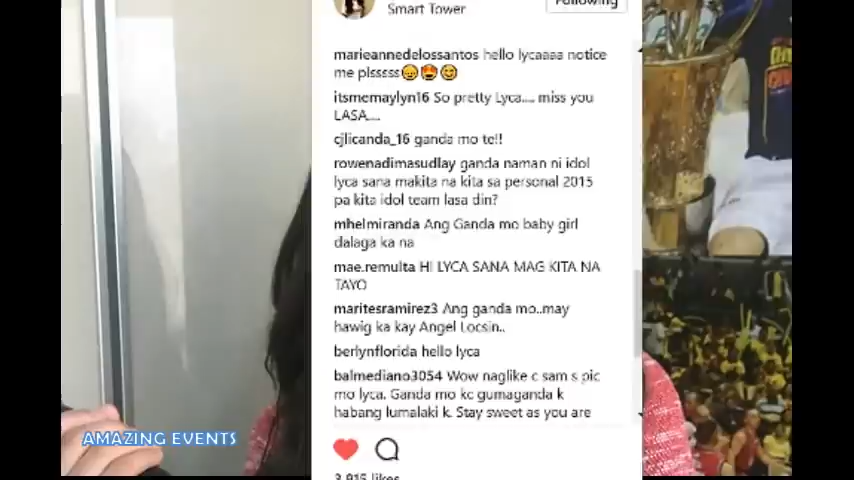 Smart Tower
Following
marieannedelossantos hello lycaaaa notice
me plsssss😞🤩😊
itsmemaylyn16 So pretty Lyca.... miss you
LASA....
cjlicanda_16 ganda mo te!!
rowenadimasudlay ganda naman ni idol
lyca sana makita na kita sa personal 2015
pa kita idol team lasa din?
mhelmiranda Ang Ganda mo baby girl
dalaga ka na
mae.remulta HI LYCA SANA MAG KITA NA
TAYO
maritesramirez3 Ang ganda mo..may
hawig ka kay Angel Locsin..
berlynflorida hello lyca
balmediano3054 Wow naglike c sam s pic
mo lyca. Ganda mo kc gumaganda k
habang lumalaki k. Stay sweet as you are
3,915 likes
AMAZING EVENTS